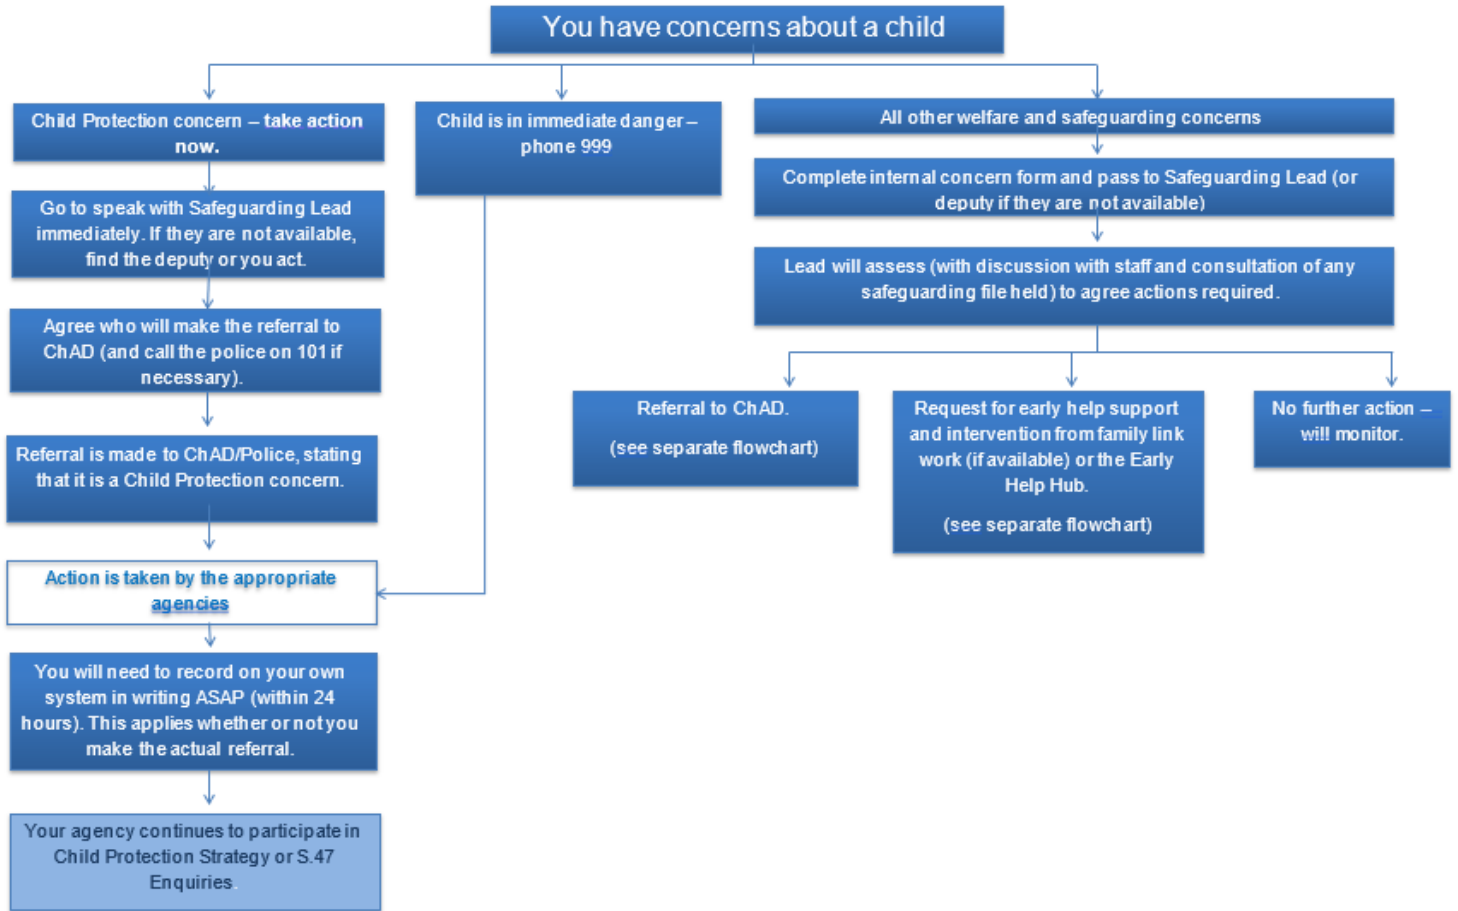 You have concerns about a child
Child Protection concern – take action
now.
Go to speak with Safeguarding Lead
immediately. If they are not available,
find the deputy or you act.
Agree who will make the referral to
ChAD (and call the police on 101 if
necessary).
Referral is made to ChAD/Police, stating
that it is a Child Protection concern.
Action is taken by the appropriate
agencies
You will need to record on your own
system in writing ASAP (within 24
hours). This applies whether or not you
make the actual referral.
Your agency continues to participate in
Child Protection Strategy or S.47
Enquiries.
Child is in immediate danger –
phone 999
All other welfare and safeguarding concerns
Complete internal concern form and pass to Safeguarding Lead (or
deputy if they are not available)
Lead will assess (with discussion with staff and consultation of any
safeguarding file held) to agree actions required.
Referral to ChAD.
(see separate flowchart)
Request for early help support
and intervention from family link
work (if available) or the Early
Help Hub.
(see separate flowchart)
No further action –
will monitor.